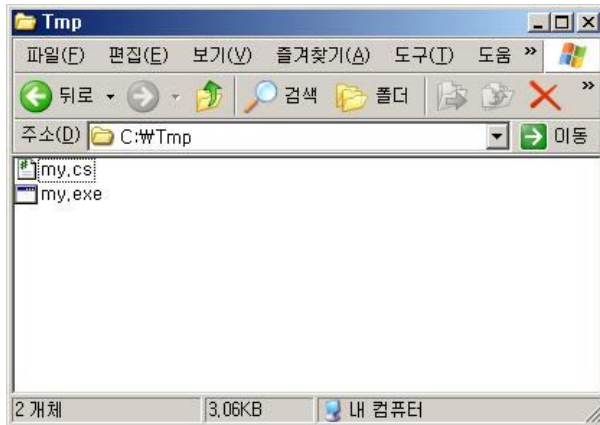 Tmp
파일(F) 편집(E) 보기(V) 즐겨찾기(A) 도구(T) 도움 »
뒤로 검색 폴더 »
주소(D) C:₩Tmp 이동
my.cs
my.exe
2 개체 3,06KB 내 컴퓨터